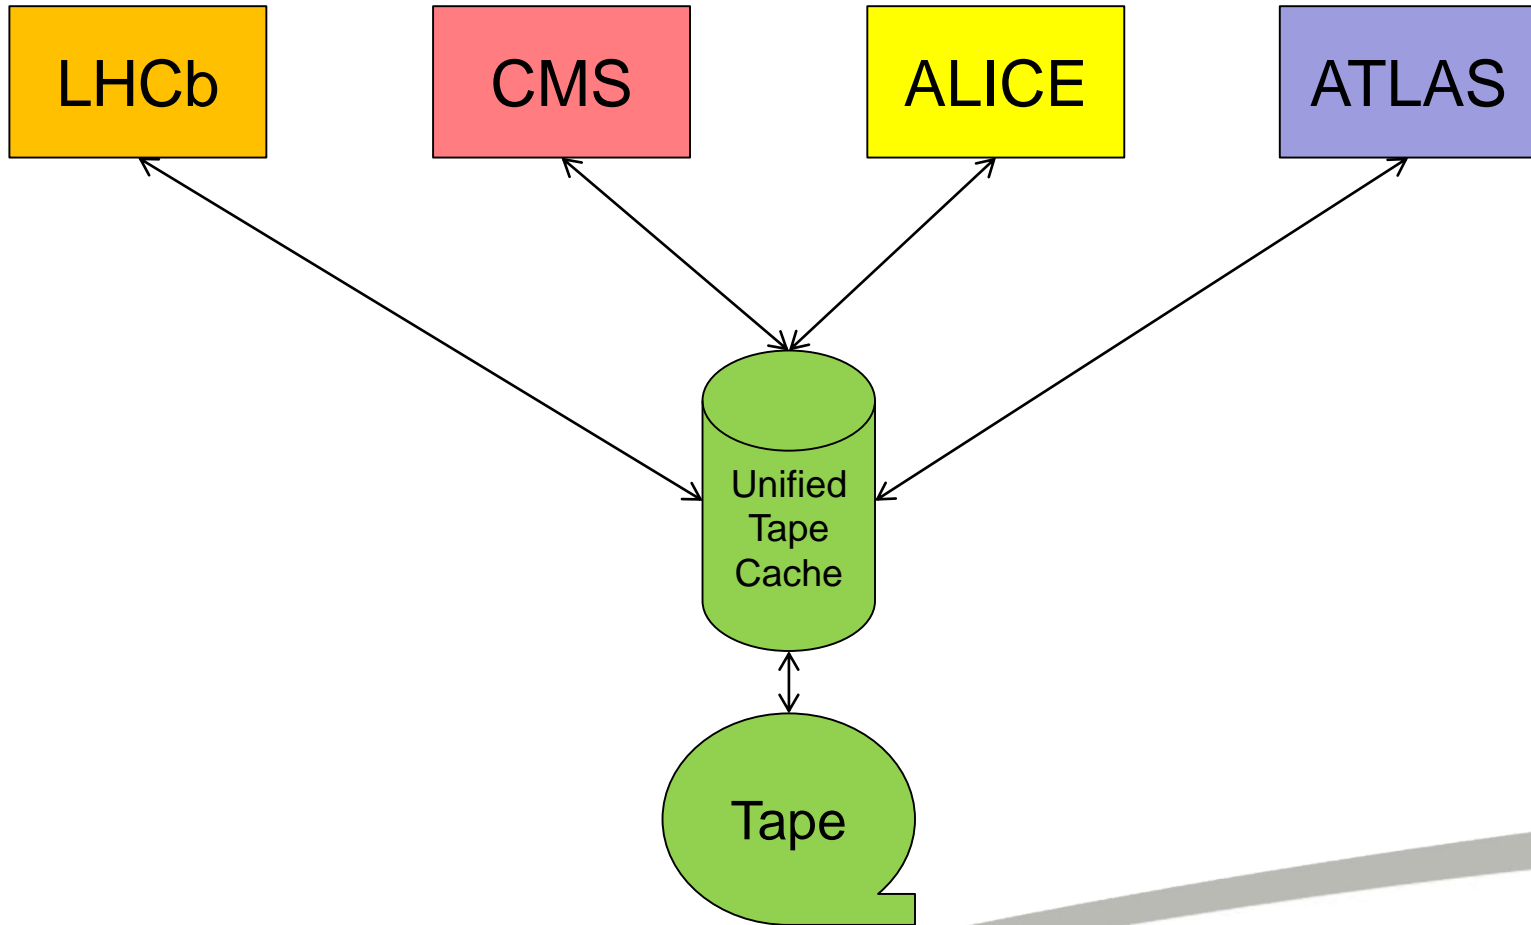 LHCb
CMS
ALICE
ATLAS
Unified
Tape
Cache
Tape